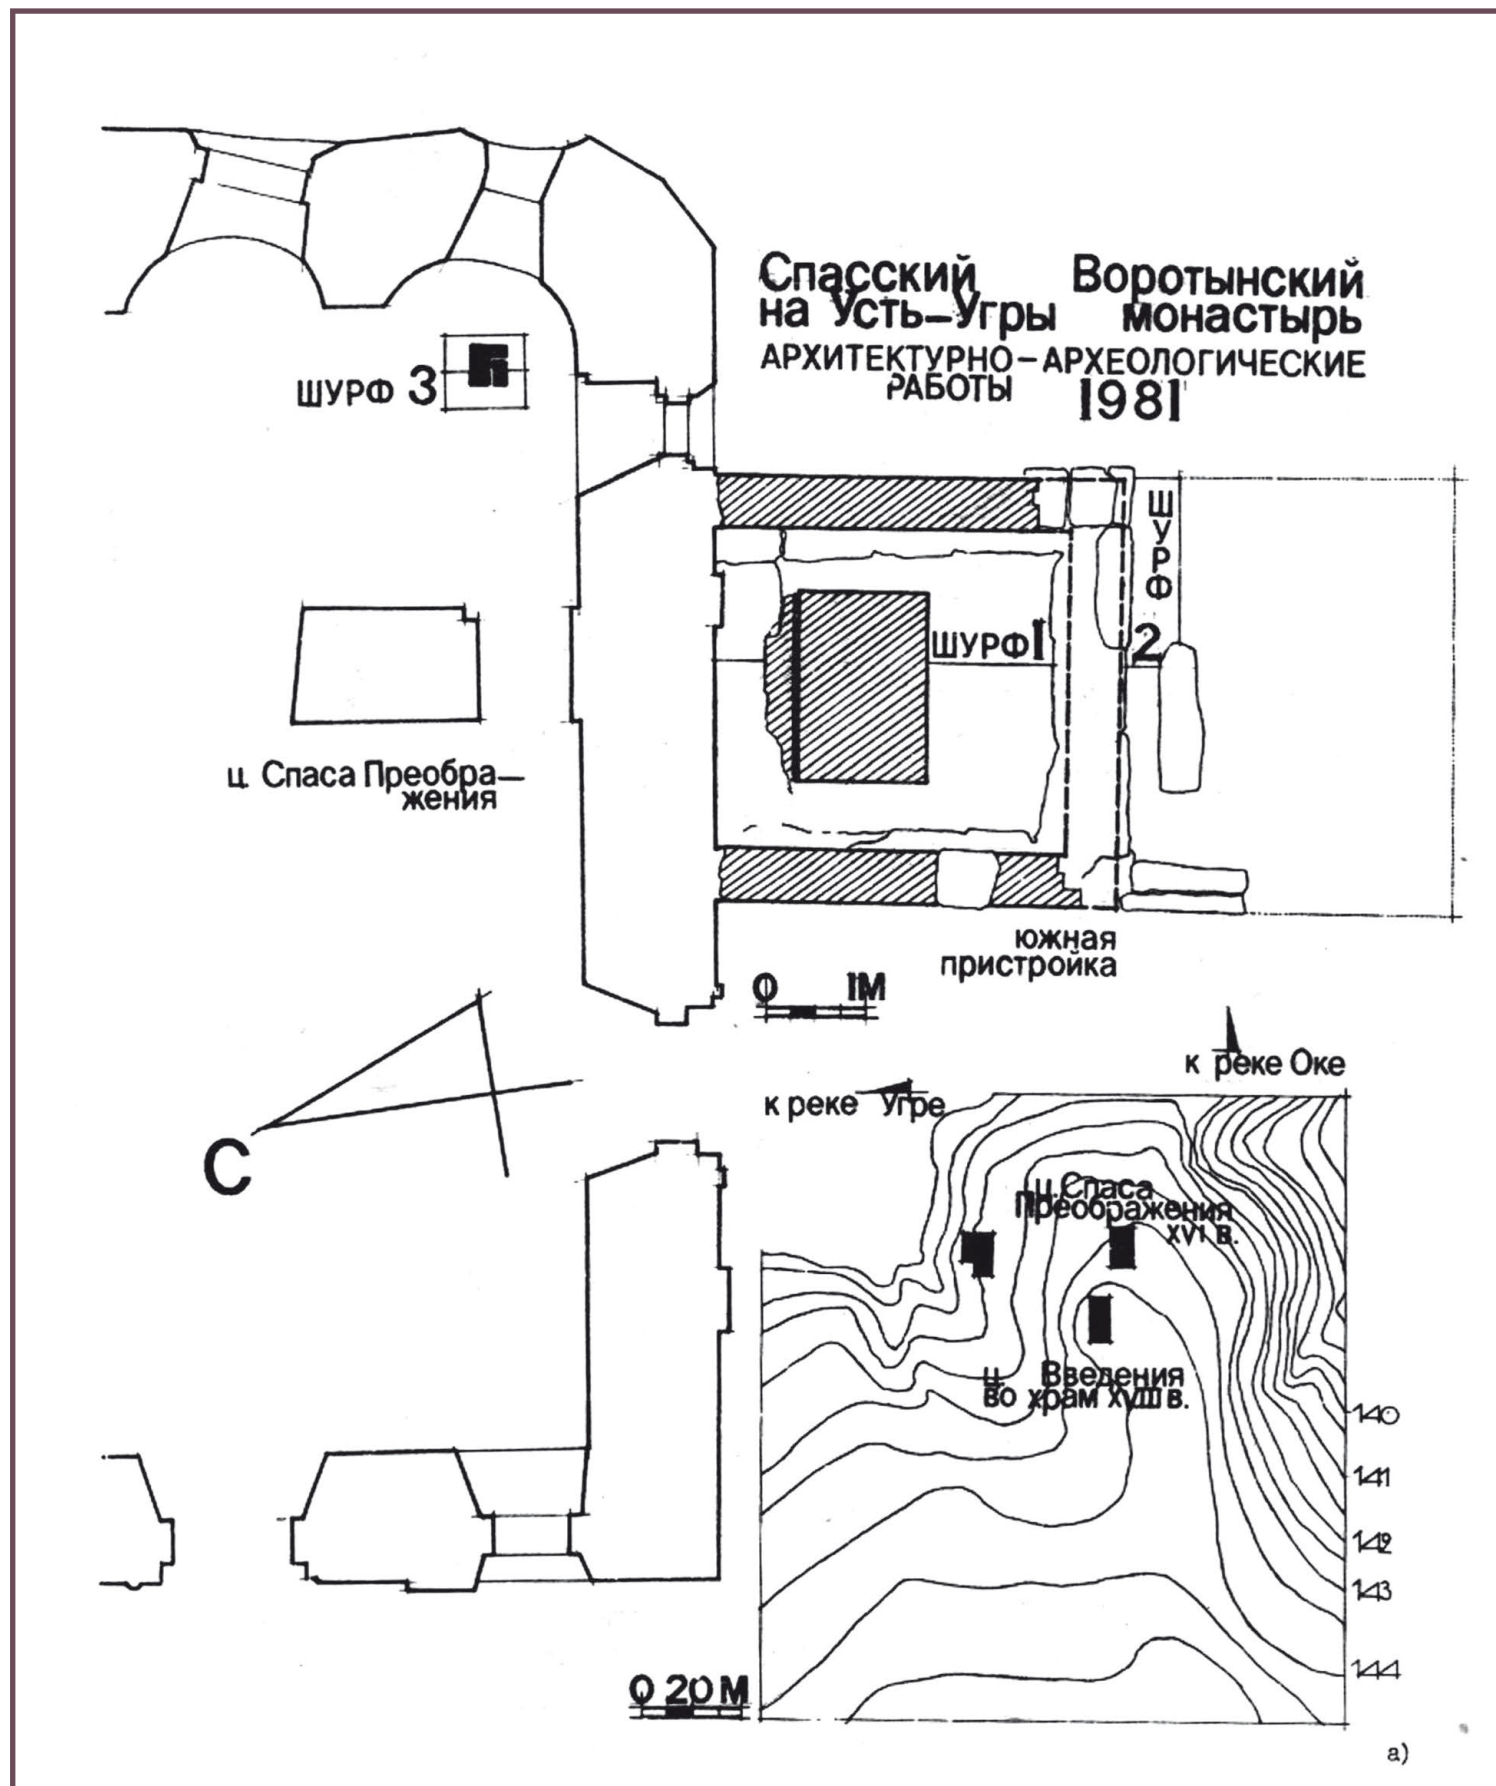 Спасский Воротынский
на Усть-Угры монастырь
АРХИТЕКТУРНО-АРХЕОЛОГИЧЕСКИЕ
РАБОТЫ 1981
ШУРФ 3
ШУРФ 1
ШУРФ 2
ц. Спаса Преобра-
жения
южная
пристройка
0 1М
С
к реке Оке
к реке Угре
ц. Спаса
Преображения
XVI в.
ц. Введения
во храм XVIII в.
140
141
142
143
144
0 20 М
а)